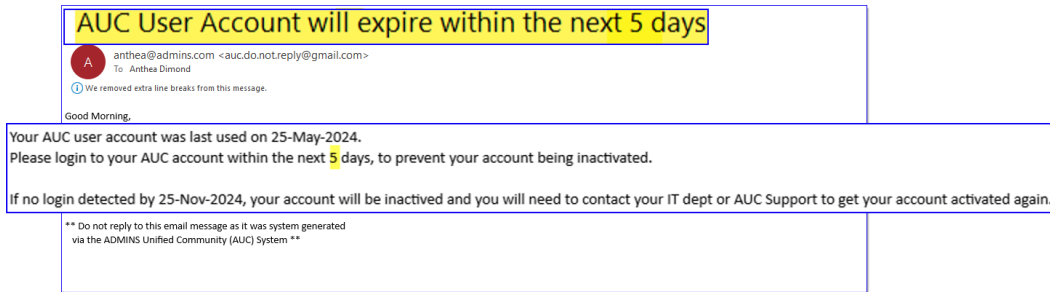 AUC User Account will expire within the next 5 days
A
anthea@admins.com <auc.do.not.reply@gmail.com>
To Anthea Dimond
We removed extra line breaks from this message.
Good Morning,
Your AUC user account was last used on 25-May-2024.
Please login to your AUC account within the next 5 days, to prevent your account being inactivated.
If no login detected by 25-Nov-2024, your account will be inactived and you will need to contact your IT dept or AUC Support to get your account activated again.
** Do not reply to this email message as it was system generated
via the ADMINS Unified Community (AUC) System **